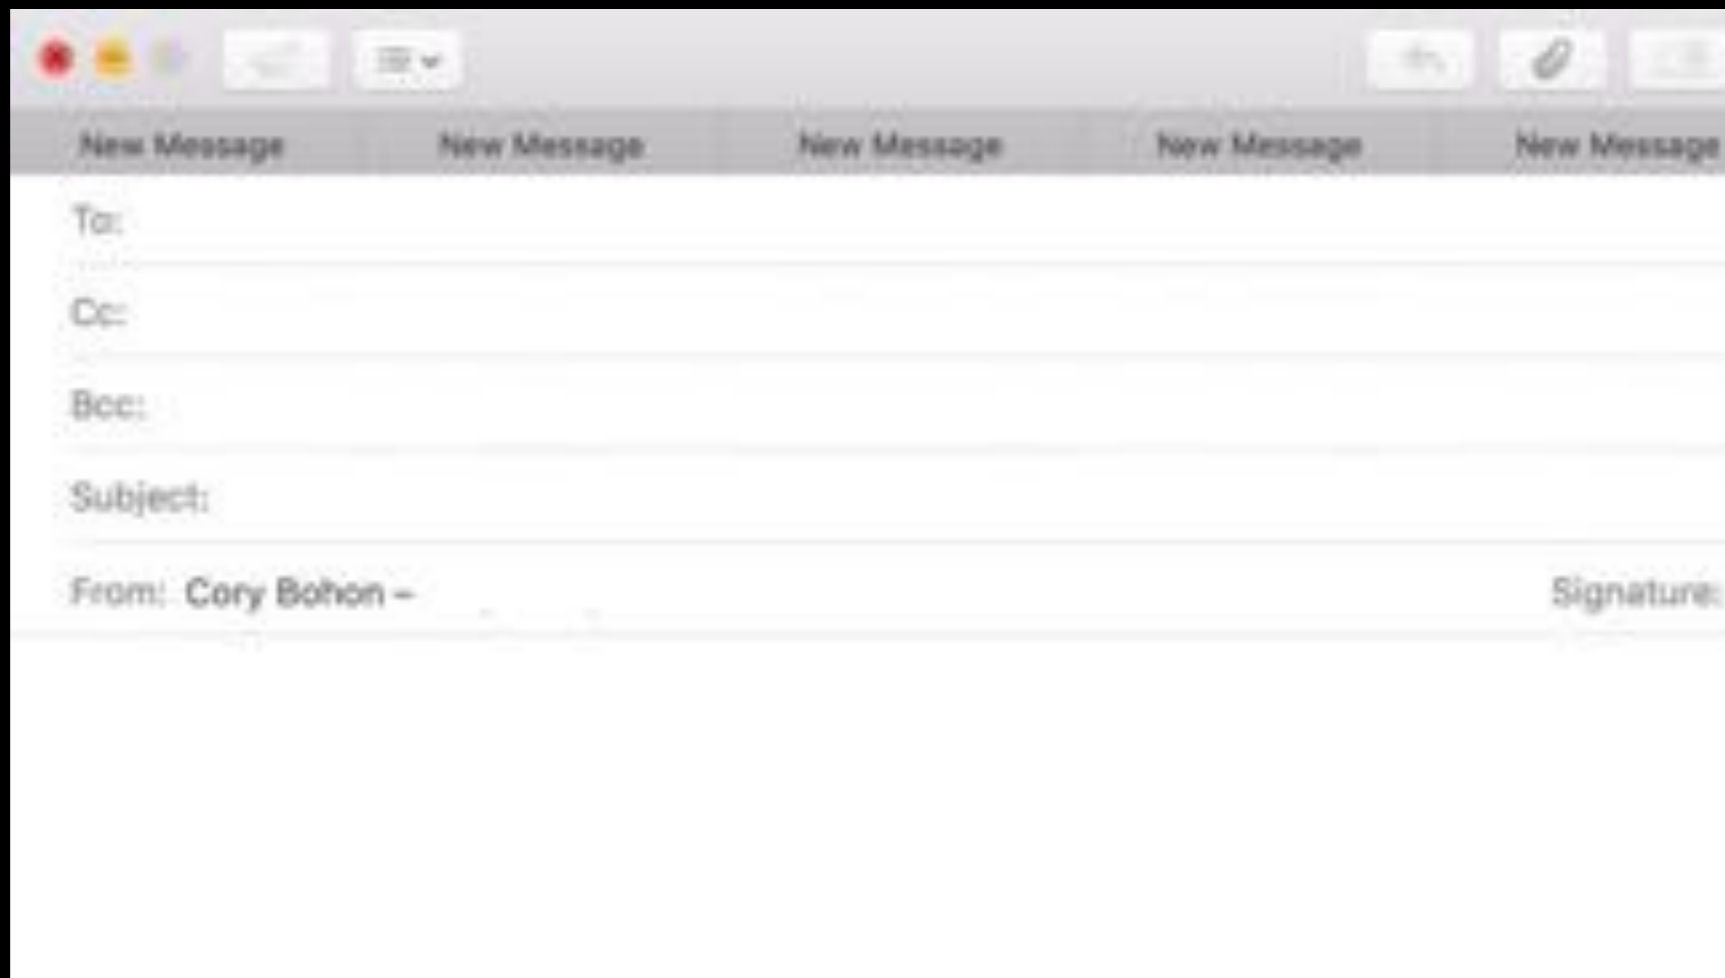 New Message New Message New Message New Message New Message
To:
Cc:
Bcc:
Subject:
From: Cory Bohon –
Signature: